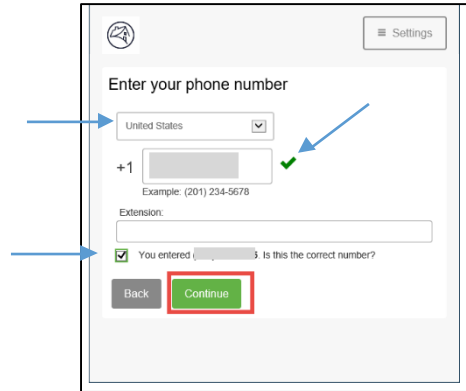 ≡ Settings
Enter your phone number
United States
+1
Example: (201) 234-5678
Extension:
You entered ( 5. Is this the correct number?
Back
Continue